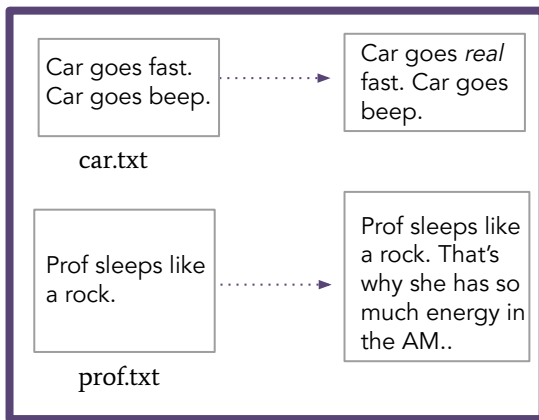 Car goes fast.
Car goes beep.
car.txt
Car goes real
fast. Car goes
beep.
Prof sleeps like
a rock.
prof.txt
Prof sleeps like
a rock. That’s
why she has so
much energy in
the AM..